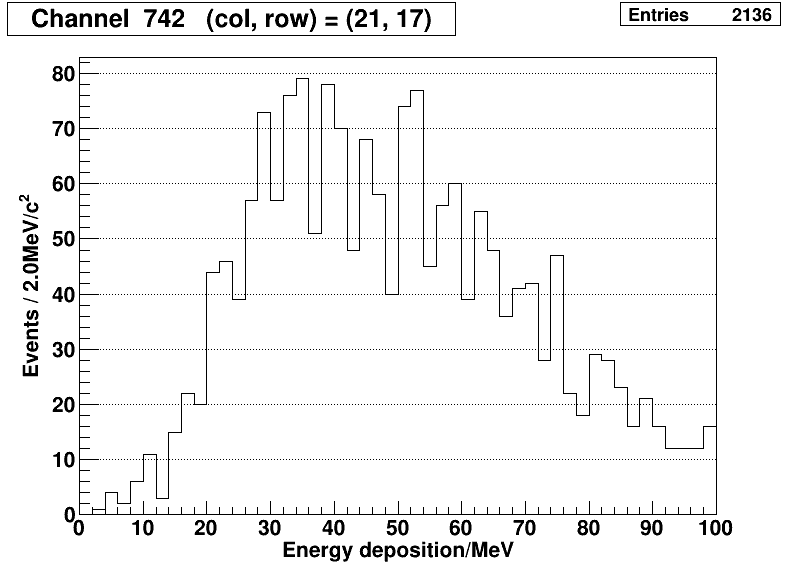 Channel 742 (col, row) = (21, 17)
Entries 2136
80
70
60
50
40
30
20
10
0
Events / 2.0MeV/c²
0 10 20 30 40 50 60 70 80 90 100
Energy deposition/MeV